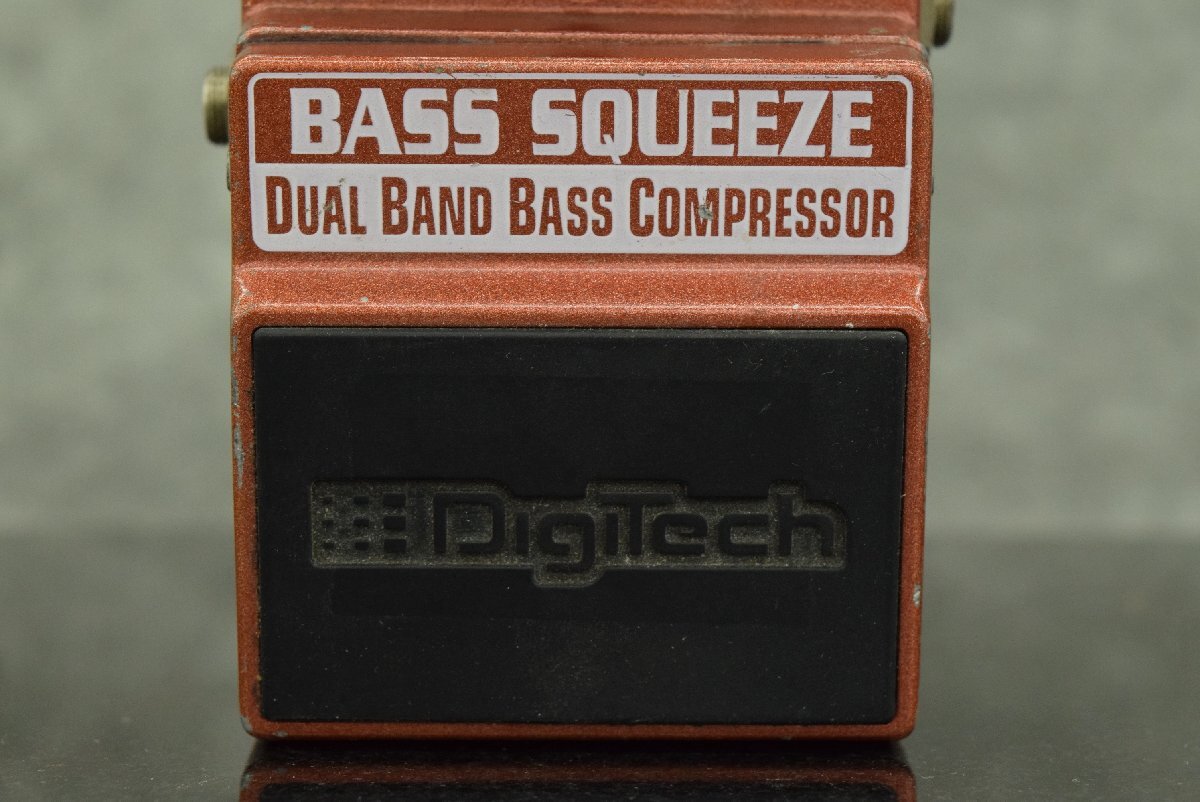 BASS SQUEEZE
DUAL BAND BASS COMPRESSOR
DigiTech